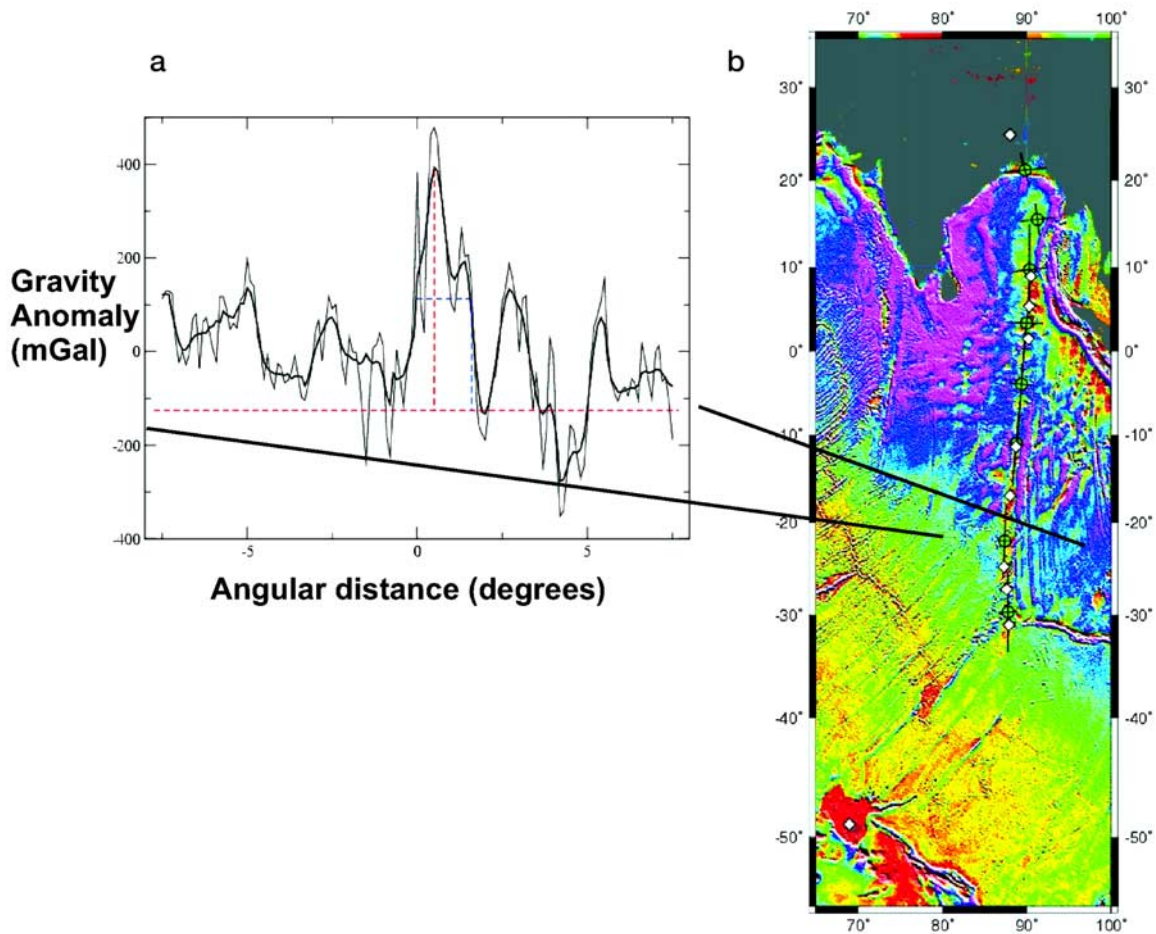 a
b
400
200
0
-200
-400
-5
0
5
Gravity
Anomaly
(mGal)
Angular distance (degrees)
70˚ 80˚ 90˚ 100˚
30˚ 30˚
20˚ 20˚
10˚ 10˚
0˚ 0˚
-10˚ -10˚
-20˚ -20˚
-30˚ -30˚
-40˚ -40˚
-50˚ -50˚
70˚ 80˚ 90˚ 100˚